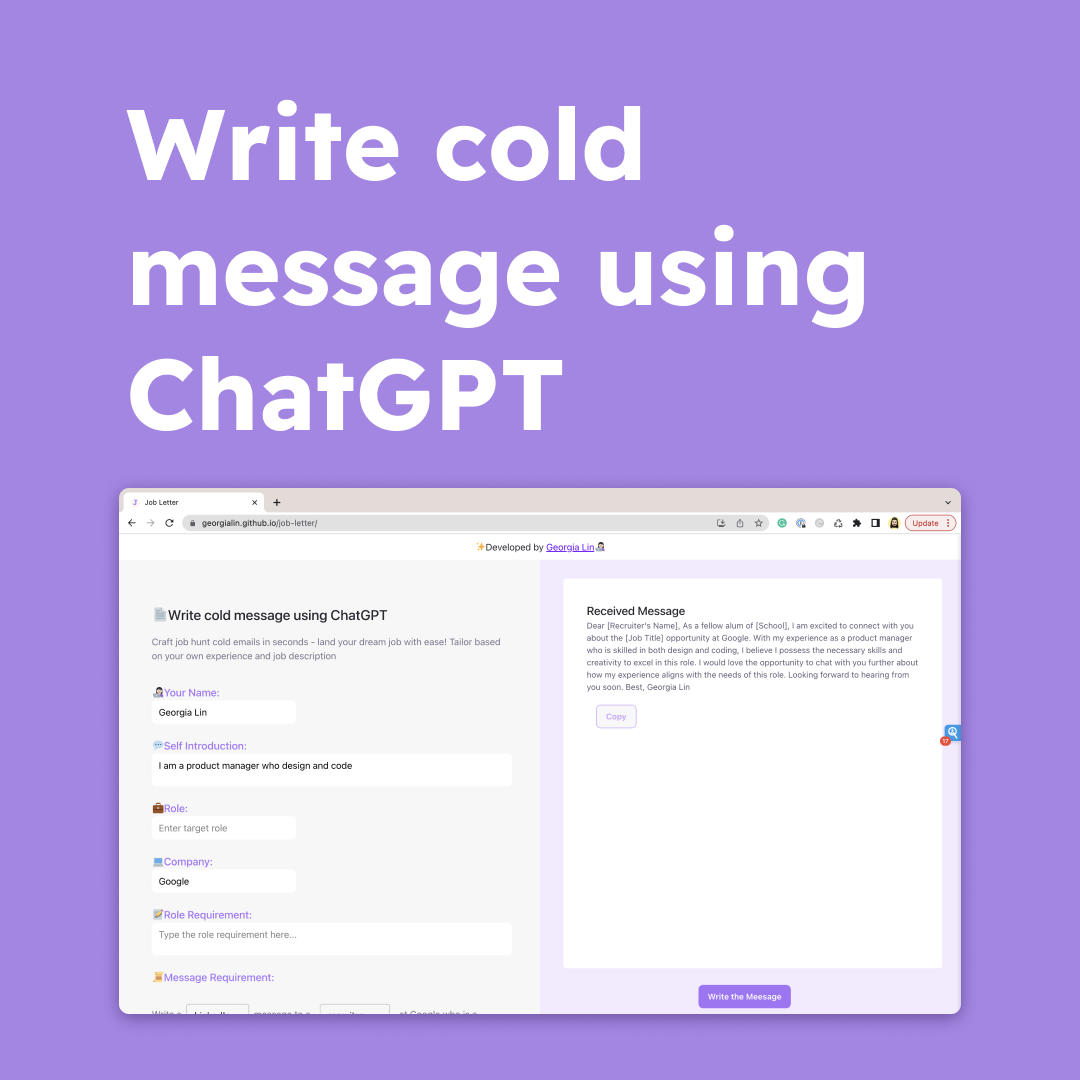 Write cold
message using
ChatGPT
Job Letter
georgialin.github.io/job-letter/
Update
✨Developed by Georgia Lin👩🏻‍🎨
📄Write cold message using ChatGPT
Craft job hunt cold emails in seconds - land your dream job with ease! Tailor based
on your own experience and job description
👩🏻‍🎨Your Name:
Georgia Lin
💬Self Introduction:
I am a product manager who design and code
💼Role:
Enter target role
💻Company:
Google
📝Role Requirement:
Type the role requirement here...
📜Message Requirement:
Received Message
Dear [Recruiter's Name], As a fellow alum of [School], I am excited to connect with you
about the [Job Title] opportunity at Google. With my experience as a product manager
who is skilled in both design and coding, I believe I possess the necessary skills and
creativity to excel in this role. I would love the opportunity to chat with you further about
how my experience aligns with the needs of this role. Looking forward to hearing from
you soon. Best, Georgia Lin
Copy
17
Write the Meesage